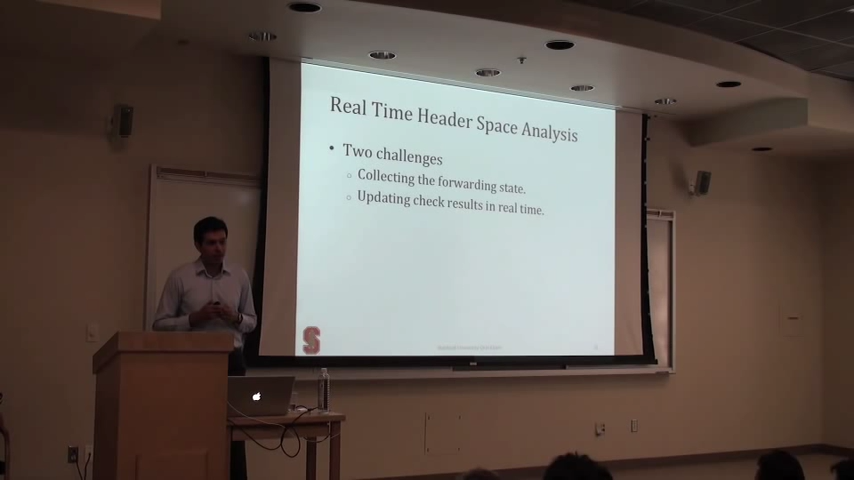 Real Time Header Space Analysis
• Two challenges
○ Collecting the forwarding state.
○ Updating check results in real time.
S